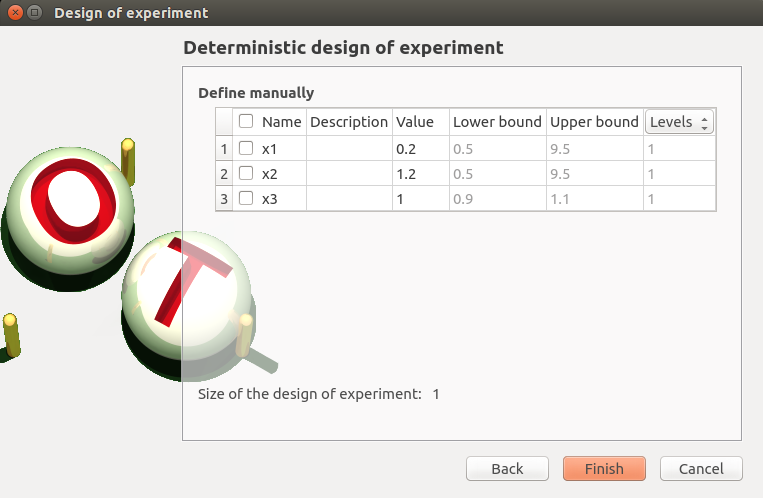 Design of experiment
Deterministic design of experiment
Define manually
Name Description Value Lower bound Upper bound Levels
1 x1 0.2 0.5 9.5 1
2 x2 1.2 0.5 9.5 1
3 x3 1 0.9 1.1 1
O
T
Size of the design of experiment: 1
Back Finish Cancel